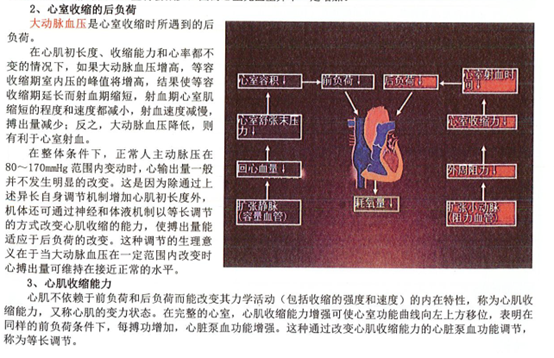 2、心室收缩的后负荷
大动脉血压是心室收缩时所遇到的后
负荷。
在心肌初长度、收缩能力和心率都不
变的情况下，如果大动脉血压增高，等容
收缩期室内压的峰值将增高，结果使等容
收缩期延长而射血期缩短，射血期心室肌
缩短的程度和速度都减小，射血速度减慢，
搏出量减少；反之，大动脉血压降低，则
有利于心室射血。
在整体条件下，正常人主动脉压在
80～170mmHg 范围内变动时，心输出量一般
并不发生明显的改变。这是因为除通过上
述异长自身调节机制增加心肌初长度外，
机体还可通过神经和体液机制以等长调节
的方式改变心肌收缩的能力，使搏出量能
适应于后负荷的改变。这种调节的生理意
义在于当大动脉血压在一定范围内改变时
心搏出量可维持在接近正常的水平。
心室容积↓
前负荷↓
后负荷↓
心室射血时
间↓
心室舒张末压
力↓
心室收缩力↓
回心血量↓
外周阻力↓
扩张静脉
（容量血管）
耗氧量↓
扩张小动脉
（阻力血管）
3、心肌收缩能力
心肌不依赖于前负荷和后负荷而能改变其力学活动（包括收缩的强度和速度）的内在特性，称为心肌收
缩能力，又称心肌的变力状态。在完整的心室，心肌收缩能力增强可使心室功能曲线向左上方移位，表明在
同样的前负荷条件下，每搏功增加，心脏泵血功能增强。这种通过改变心肌收缩能力的心脏泵血功能调节，
称为等长调节。